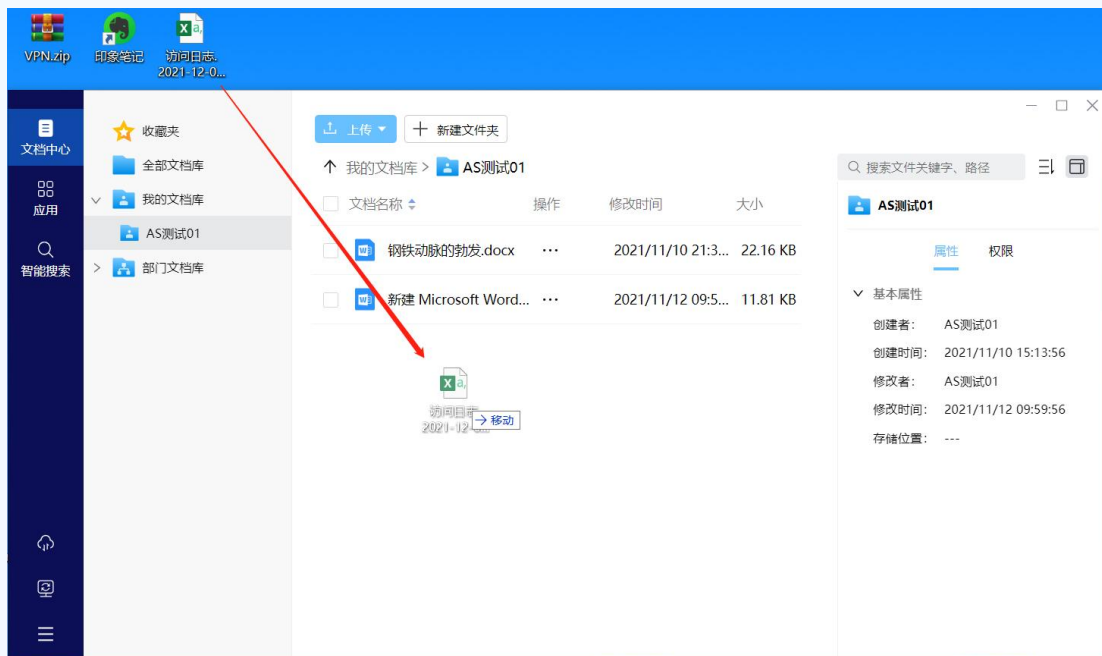 VPN.zip
印象笔记
访问日志.
2021-12-0...
文档中心
应用
智能搜索
收藏夹
全部文档库
我的文档库
AS测试01
部门文档库
上传
新建文件夹
我的文档库 > AS测试01
搜索文件关键字、路径
文档名称 操作 修改时间 大小
钢铁动脉的勃发.docx ··· 2021/11/10 21:3... 22.16 KB
新建 Microsoft Word... ··· 2021/11/12 09:5... 11.81 KB
访问日志.
2021-12-0...
移动
AS测试01
属性 权限
基本属性
创建者: AS测试01
创建时间: 2021/11/10 15:13:56
修改者: AS测试01
修改时间: 2021/11/12 09:59:56
存储位置: ---